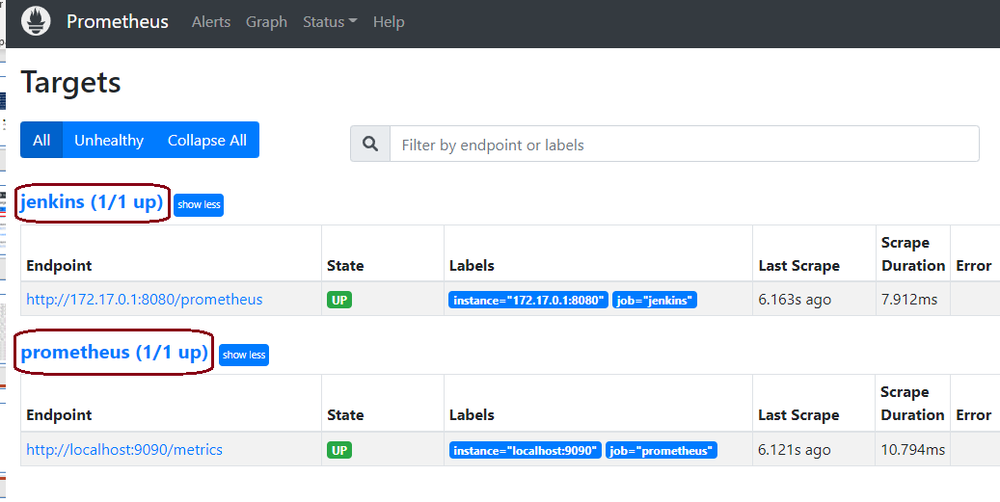 Prometheus Alerts Graph Status Help
Targets
All Unhealthy Collapse All
Filter by endpoint or labels
jenkins (1/1 up) show less
Endpoint State Labels Last Scrape Scrape Duration Error
http://172.17.0.1:8080/prometheus UP instance="172.17.0.1:8080" job="jenkins" 6.163s ago 7.912ms
prometheus (1/1 up) show less
Endpoint State Labels Last Scrape Scrape Duration Error
http://localhost:9090/metrics UP instance="localhost:9090" job="prometheus" 6.121s ago 10.794ms